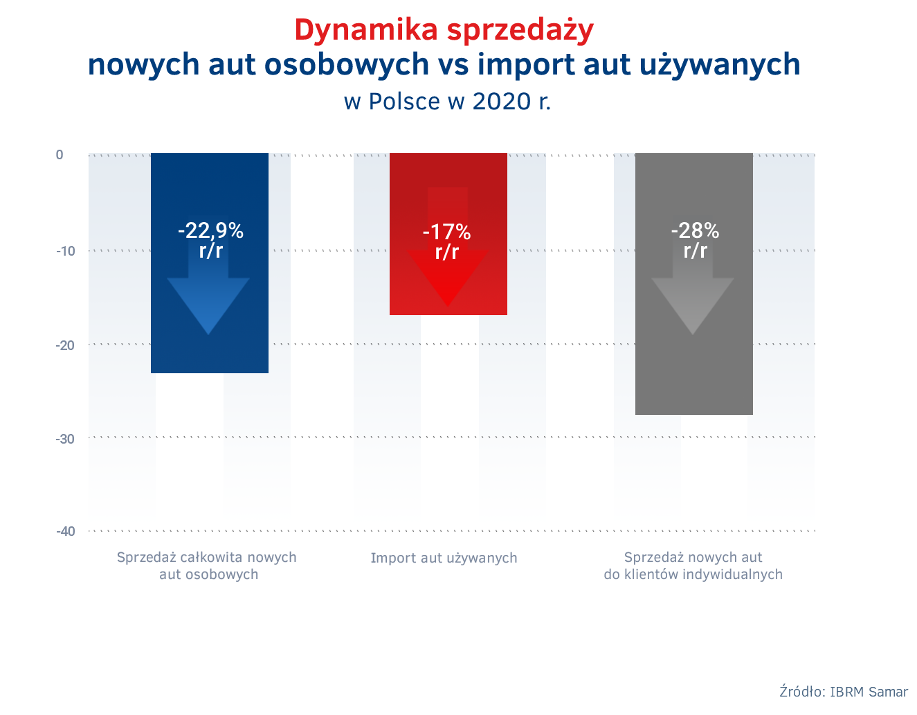 Dynamika sprzedaży
nowych aut osobowych vs import aut używanych
w Polsce w 2020 r.
0
-10
-20
-30
-40
-22,9%
r/r
-17%
r/r
-28%
r/r
Sprzedaż całkowita nowych
aut osobowych
Import aut używanych
Sprzedaż nowych aut
do klientów indywidualnych
Źródło: IBRM Samar